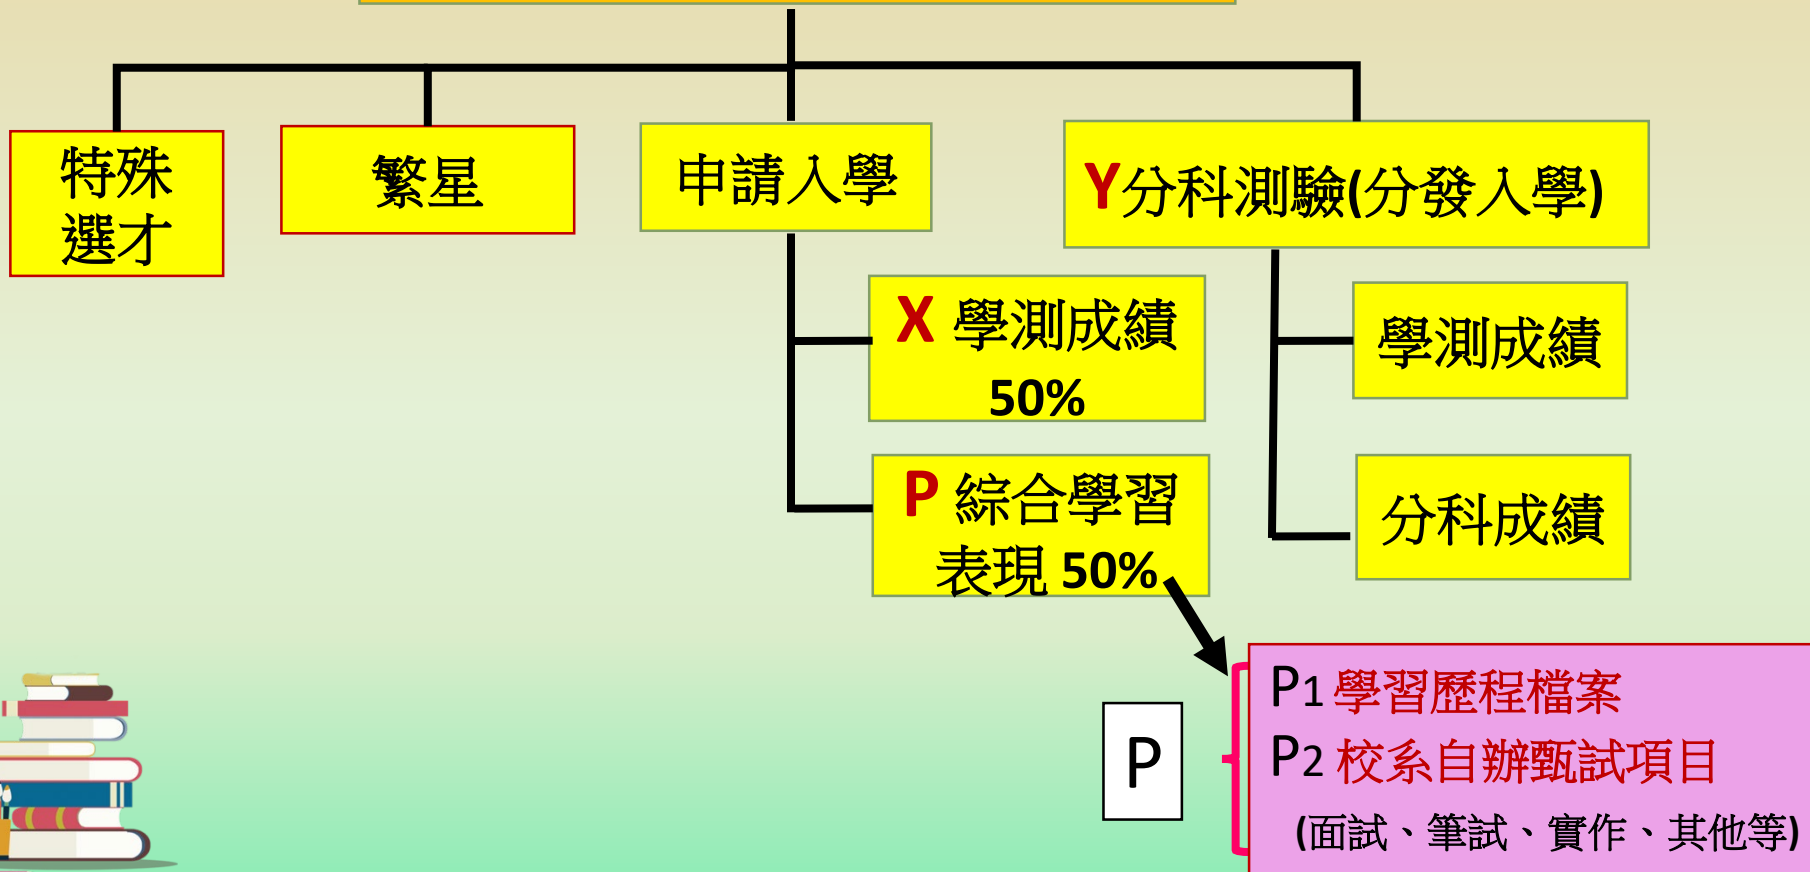 特殊
選才
繁星
申請入學
Y分科測驗(分發入學)
X 學測成績
50%
P 綜合學習
表現 50%
學測成績
分科成績
P
P1 學習歷程檔案
P2 校系自辦甄試項目
(面試、筆試、實作、其他等)